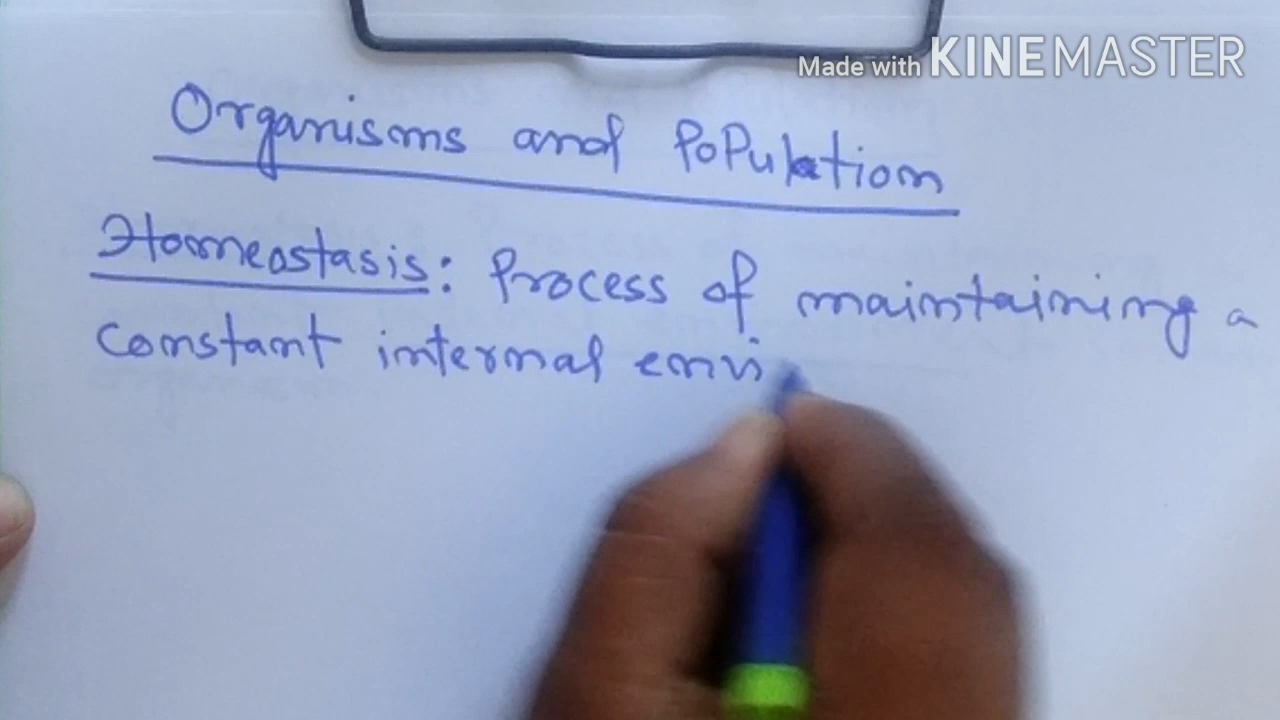 Made with KINEMASTER
Organisms and Population
Homeostasis: Process of maintaining a
constant internal envi